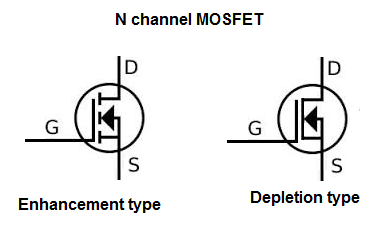 N channel MOSFET
D
D
G
G
S
S
Enhancement type
Depletion type